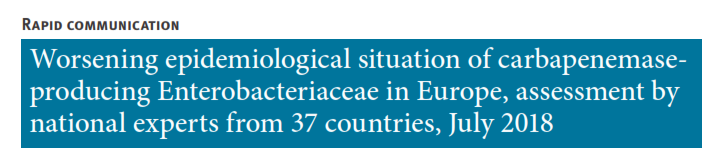 RAPID COMMUNICATION
Worsening epidemiological situation of carbapenemase-
producing Enterobacteriaceae in Europe, assessment by
national experts from 37 countries, July 2018